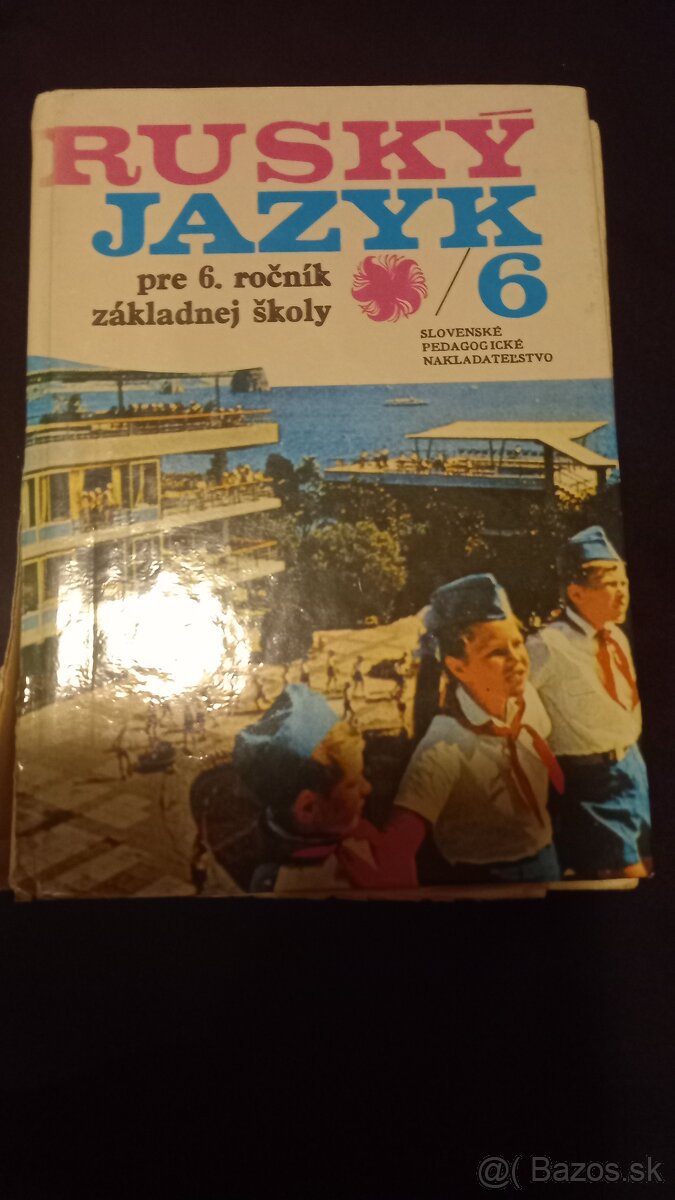 RUSKÝ
JAZYK
/6
pre 6. ročník
základnej školy
SLOVENSKÉ
PEDAGOGICKÉ
NAKLADATEĽSTVO
@( Bazos.sk